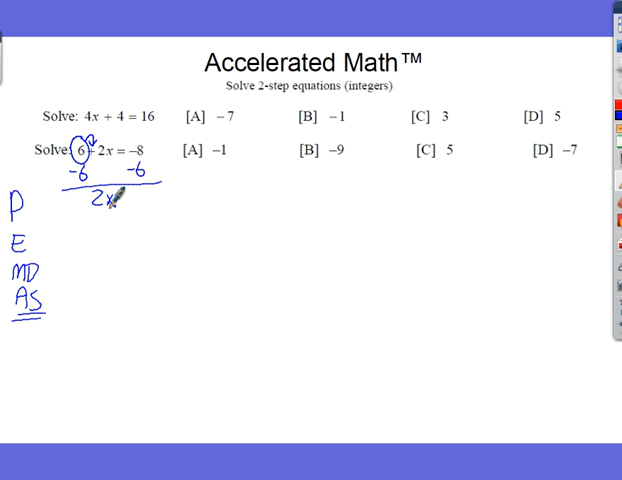 Accelerated Math™
Solve 2-step equations (integers)
Solve: 4x + 4 = 16 [A] –7 [B] –1 [C] 3 [D] 5
Solve: 6 + 2x = –8 [A] –1 [B] –9 [C] 5 [D] –7
-6 -6
2x
P
E
MD
AS